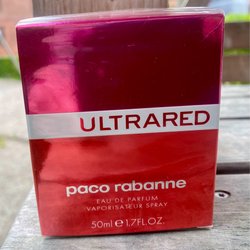 ULTRARED
paco rabanne
EAU DE PARFUM
VAPORISATEUR SPRAY
50ml ℮ 1.7FL.OZ.